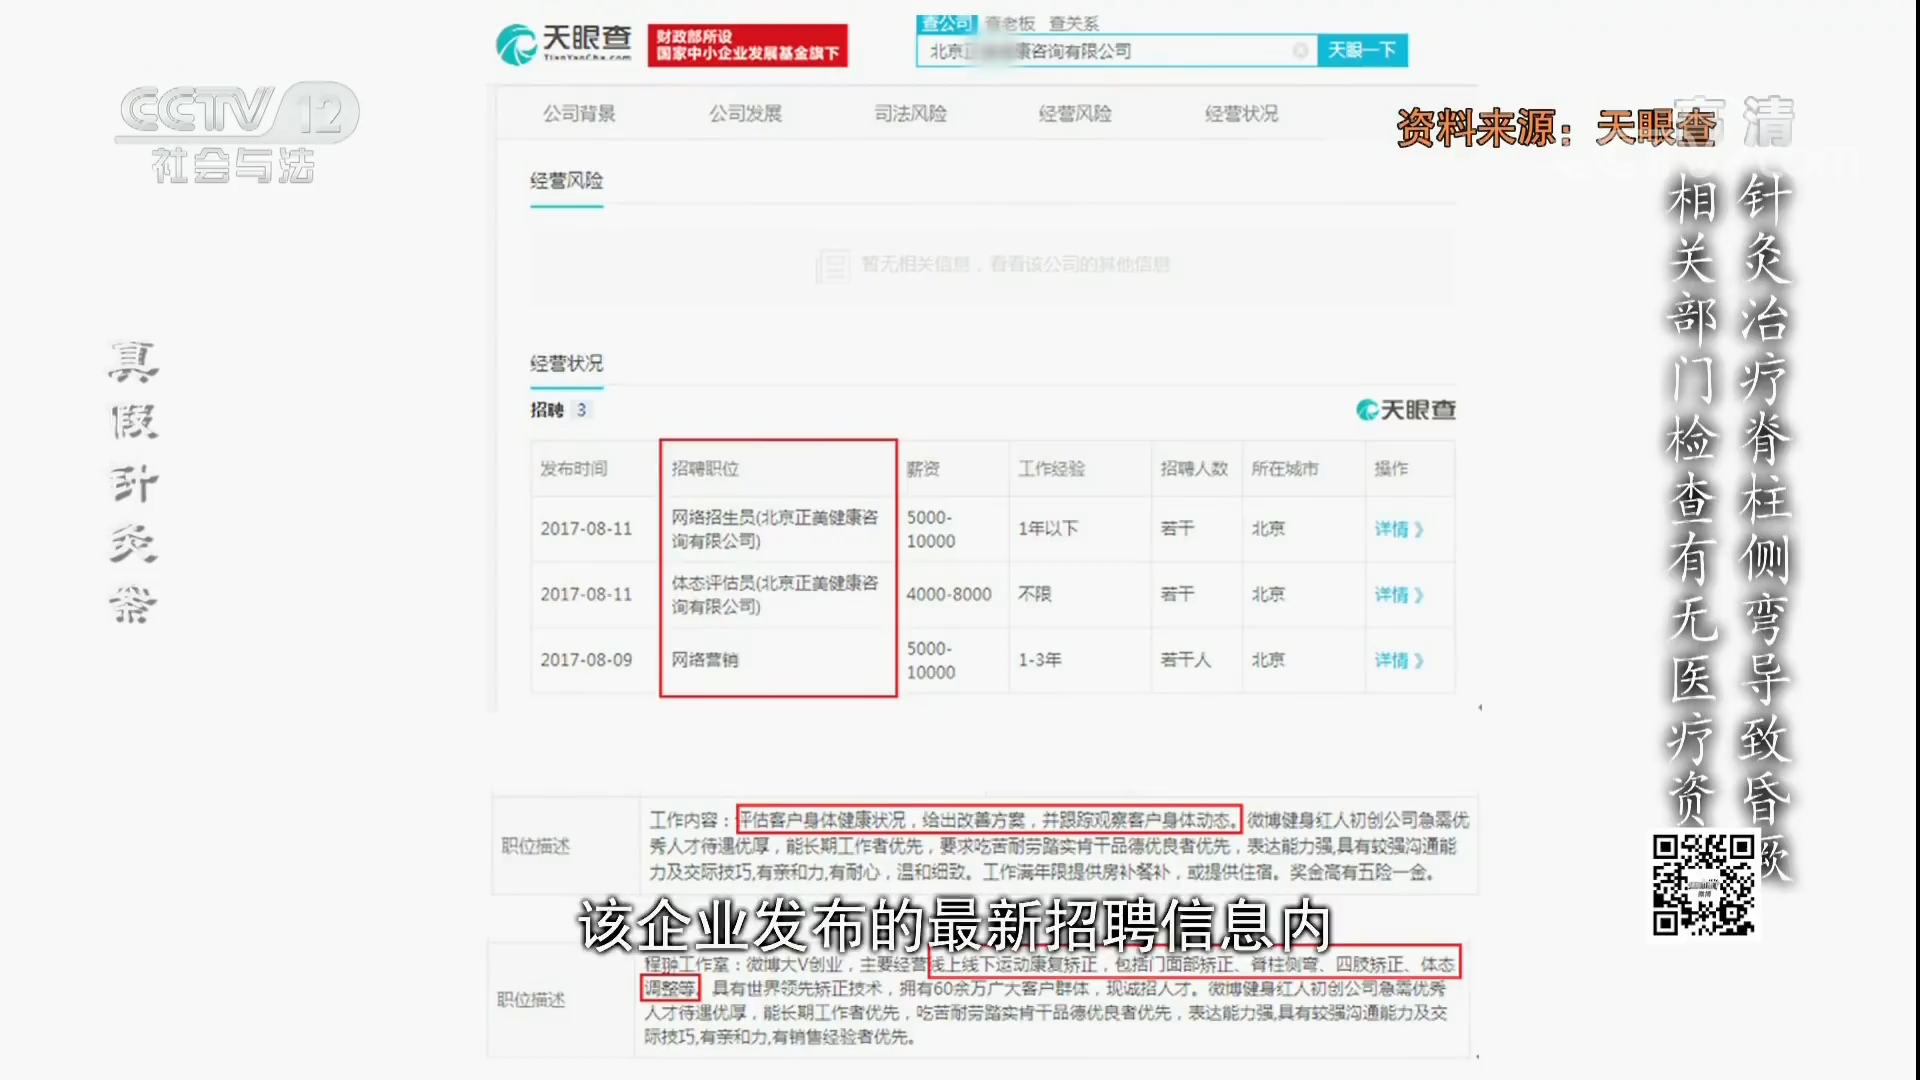 天眼查
TianYanCha.com
财政部所设
国家中小企业发展基金旗下
查公司 查老板 查关系
北京正 康咨询有限公司
天眼一下
CCTV 12
社会与法
公司背景 公司发展 司法风险 经营风险 经营状况
资料来源：天眼查
高清
经营风险
暂无相关信息，看看该公司的其他信息
经营状况
招聘 3
天眼查
发布时间 招聘职位 薪资 工作经验 招聘人数 所在城市 操作
2017-08-11 网络招生员(北京正美健康咨询有限公司) 5000-10000 1年以下 若干 北京 详情》
2017-08-11 体态评估员(北京正美健康咨询有限公司) 4000-8000 不限 若干 北京 详情》
2017-08-09 网络营销 5000-10000 1-3年 若干人 北京 详情》
真假针灸帝
针灸治疗脊柱侧弯导致昏厥
相关部门检查有无医疗资
职位描述
工作内容：评估客户身体健康状况，给出改善方案，并跟踪观察客户身体动态。微博健身红人初创公司急需优
秀人才待遇优厚，能长期工作者优先，要求吃苦耐劳踏实肯干品德优良者优先，表达能力强,具有较强沟通能
力及交际技巧,有亲和力,有耐心，温和细致。工作满年限提供房补餐补，或提供住宿。奖金高有五险一金。
该企业发布的最新招聘信息内
职位描述
程翀工作室：微博大V创业，主要经营线上线下运动康复矫正，包括门面部矫正、脊柱侧弯、四肢矫正、体态
调整等，具有世界领先矫正技术，拥有60余万广大客户群体，现诚招人才。微博健身红人初创公司急需优秀
人才待遇优厚，能长期工作者优先，吃苦耐劳踏实肯干品德优良者优先，表达能力强,具有较强沟通能力及交
际技巧,有亲和力,有销售经验者优先。